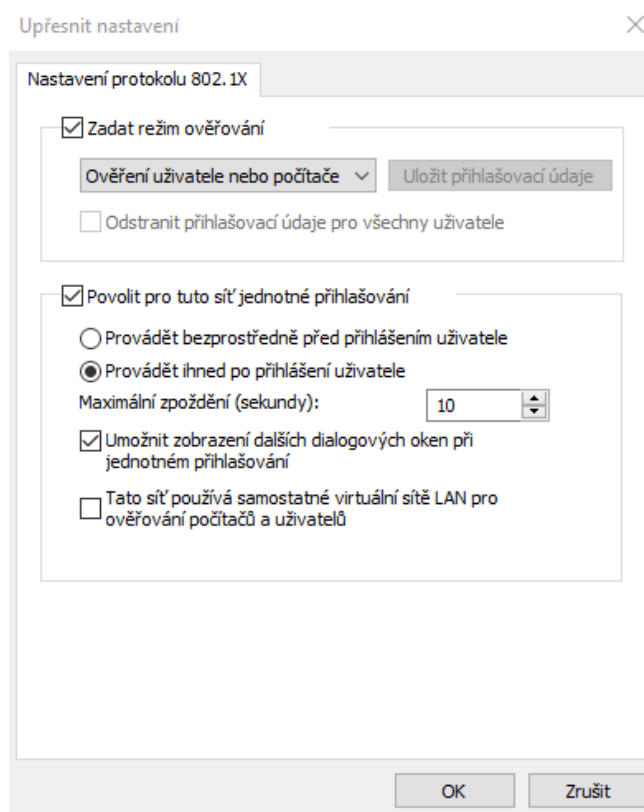 Upřesnit nastavení
Nastavení protokolu 802.1X
Zadat režim ověřování
Ověření uživatele nebo počítače
Uložit přihlašovací údaje
Odstranit přihlašovací údaje pro všechny uživatele
Povolit pro tuto síť jednotné přihlašování
Provádět bezprostředně před přihlášením uživatele
Provádět ihned po přihlášení uživatele
Maximální zpoždění (sekundy):
10
Umožnit zobrazení dalších dialogových oken při
jednotném přihlašování
Tato síť používá samostatné virtuální sítě LAN pro
ověřování počítačů a uživatelů
OK
Zrušit